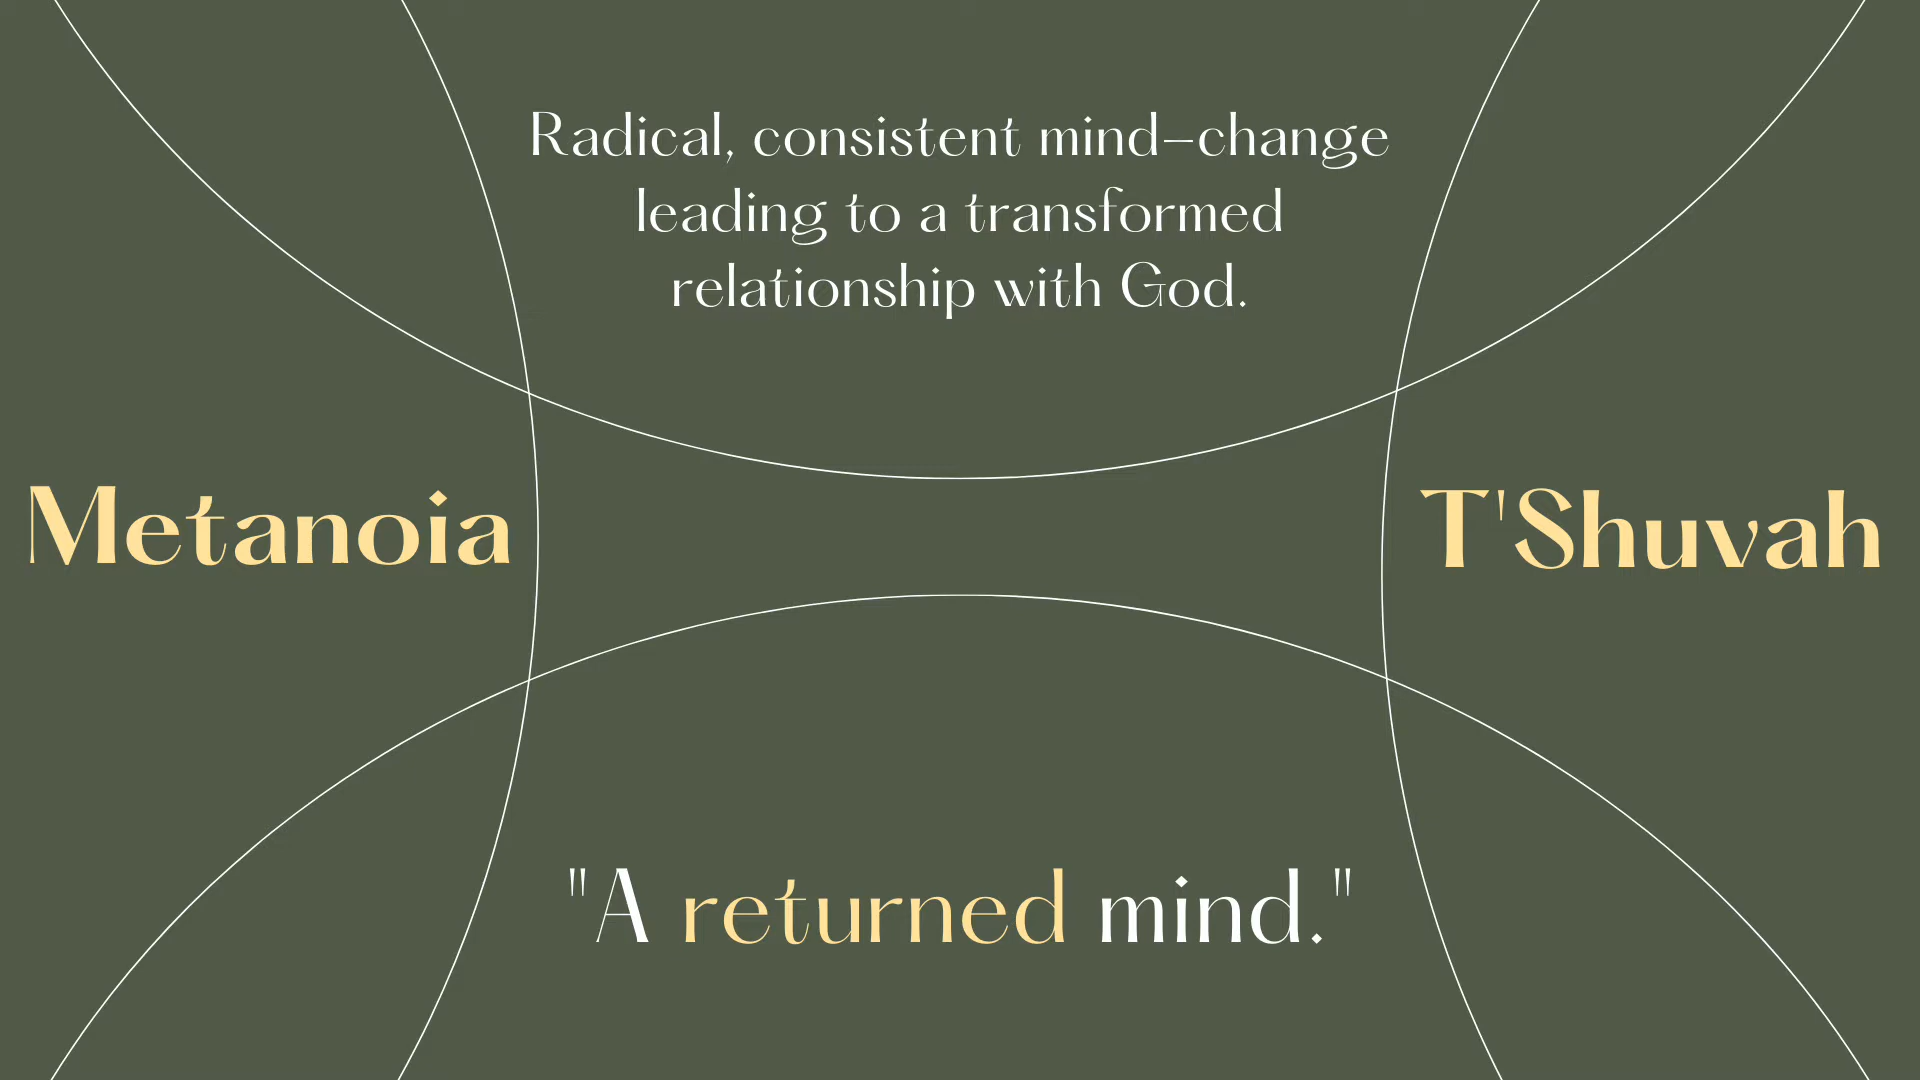 Radical, consistent mind–change
leading to a transformed
relationship with God.
Metanoia
T'Shuvah
"A returned mind."